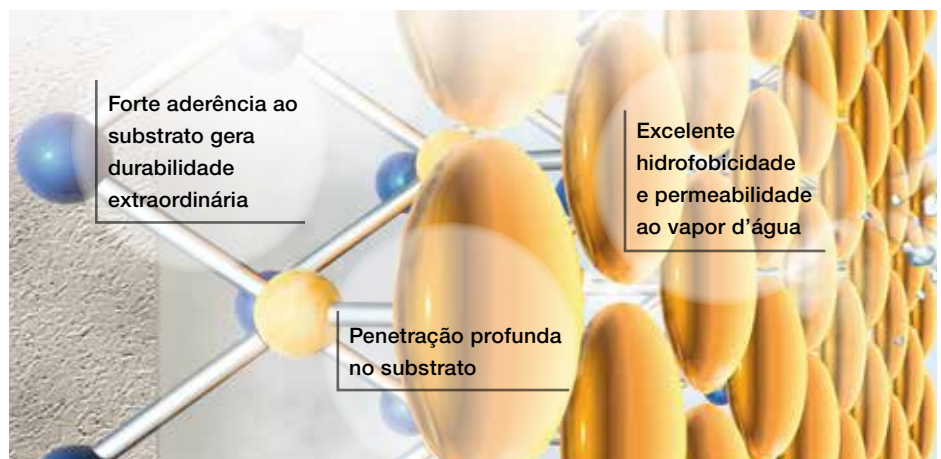 Forte aderência ao
substrato gera
durabilidade
extraordinária
Excelente
hidrofobicidade
e permeabilidade
ao vapor d’água
Penetração profunda
no substrato